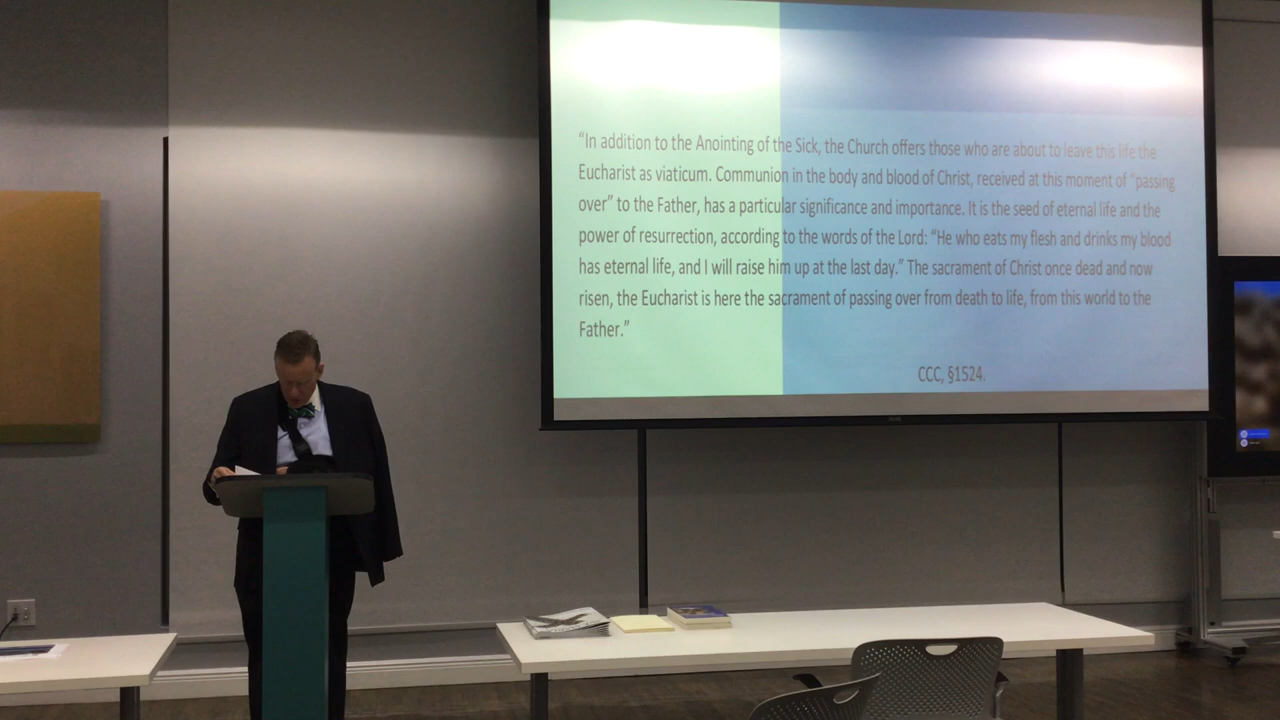 “In addition to the Anointing of the Sick, the Church offers those who are about to leave this life the
Eucharist as viaticum. Communion in the body and blood of Christ, received at this moment of “passing
over” to the Father, has a particular significance and importance. It is the seed of eternal life and the
power of resurrection, according to the words of the Lord: “He who eats my flesh and drinks my blood
has eternal life, and I will raise him up at the last day.” The sacrament of Christ once dead and now
risen, the Eucharist is here the sacrament of passing over from death to life, from this world to the
Father.”
CCC, §1524.